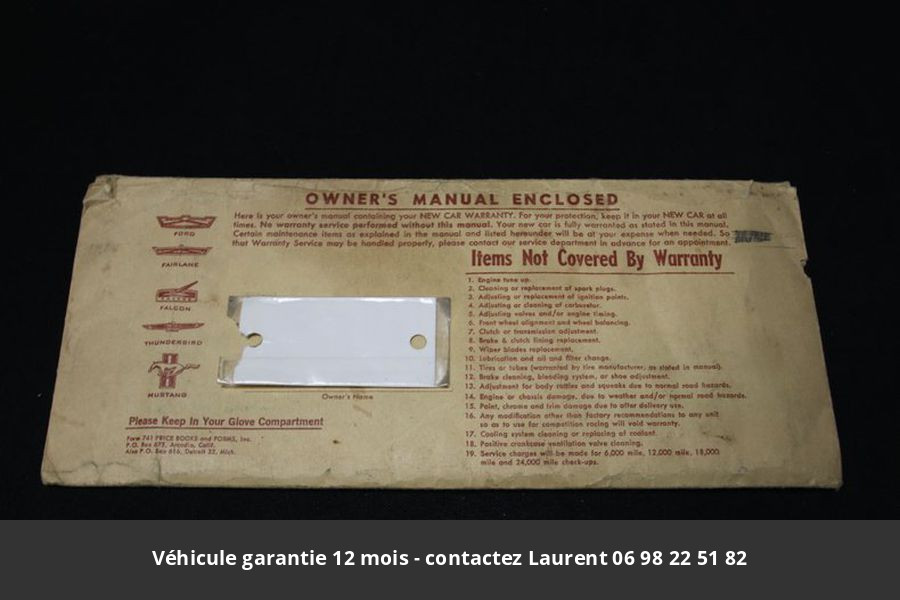 OWNER'S MANUAL ENCLOSED
Here is your owner's manual containing your NEW CAR WARRANTY. For your protection, keep it in your NEW CAR at all
times. No warranty service performed without this manual. Your new car is fully warranted as stated in this manual.
Certain maintenance items as explained in the manual and listed hereunder will be at your expense when needed. So
that Warranty Service may be handled properly, please contact our service department in advance for an appointment.
FORD
FAIRLANE
FALCON
THUNDERBIRD
MUSTANG
Owner's Name
Please Keep In Your Glove Compartment
Form 741 PRICE BOOKS and FORMS, Inc.
P.O. Box 877, Arcadia, Calif.
Also P.O. Box 816, Detroit 32, Mich.
Items Not Covered By Warranty
1. Engine tune up.
2. Cleaning or replacement of spark plugs.
3. Adjusting or replacement of ignition points.
4. Adjusting or cleaning of carburetor.
5. Adjusting valves and/or engine timing.
6. Front wheel alignment and wheel balancing.
7. Clutch or transmission adjustment.
8. Brake & clutch lining replacement.
9. Wiper blades replacement.
10. Lubrication and oil and filter change.
11. Tires or tubes (warranted by tire manufacturer, as stated in manual).
12. Brake cleaning, bleeding system, or shoe adjustment.
13. Adjustment for body rattles and squeaks due to normal road hazards.
14. Engine or chassis damage, due to weather and/or normal road hazards.
15. Paint, chrome and trim damage due to after delivery use.
16. Any modification other than factory recommendations to any unit
so as to use for competition racing will void warranty.
17. Cooling system cleaning or replacing of coolant.
18. Positive crankcase ventilation valve cleaning.
19. Service charges will be made for 6,000 mile, 12,000 mile, 18,000
mile and 24,000 mile check-ups.
Véhicule garantie 12 mois - contactez Laurent 06 98 22 51 82